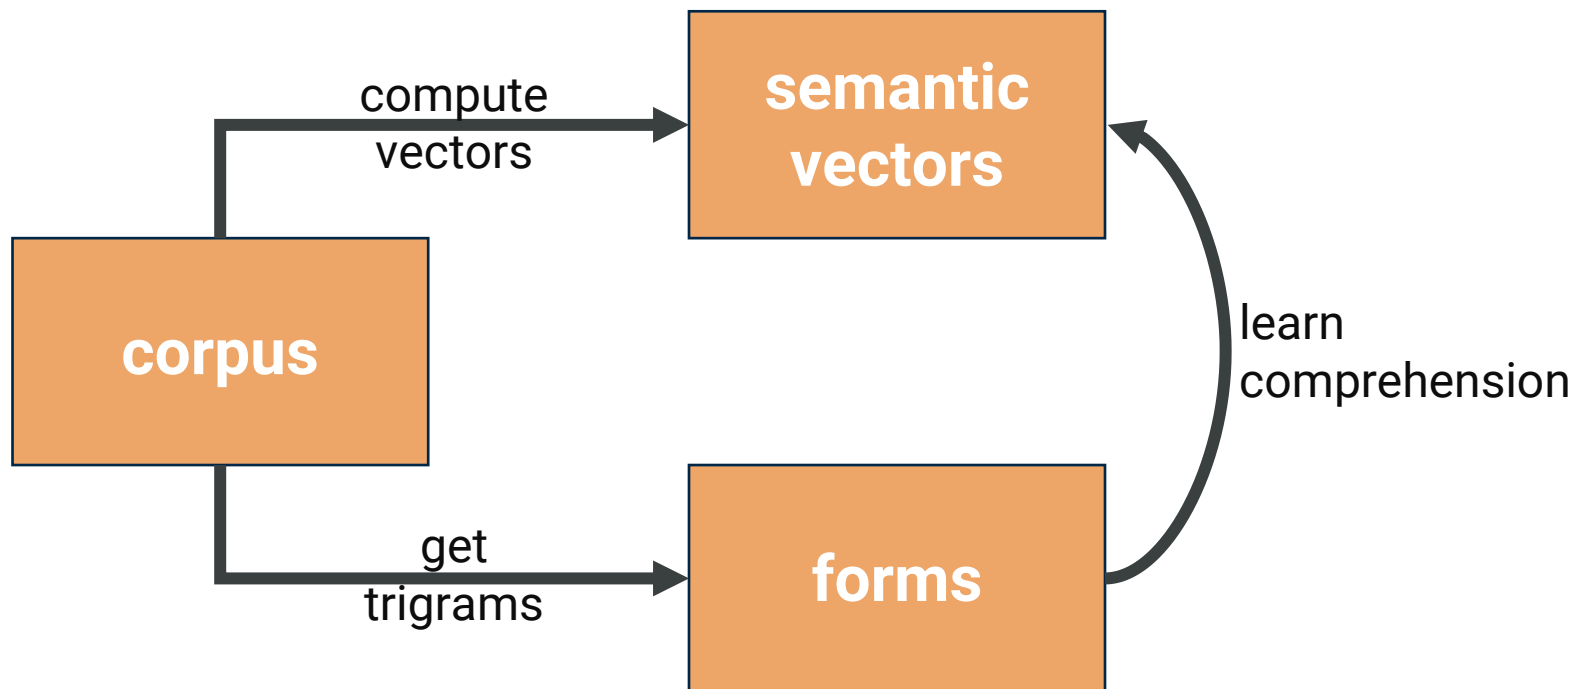 compute
vectors
semantic
vectors
corpus
learn
comprehension
get
trigrams
forms